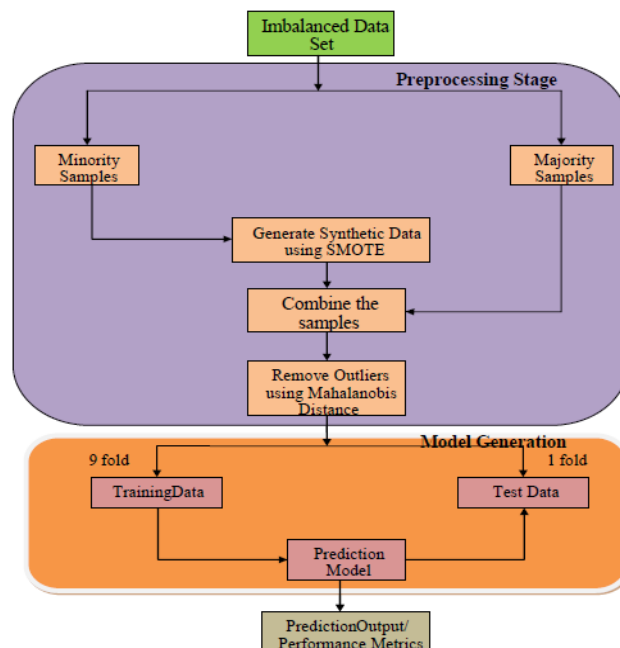 Imbalanced Data
Set
Preprocessing Stage
Minority
Samples
Majority
Samples
Generate Synthetic Data
using SMOTE
Combine the
samples
Remove Outliers
using Mahalanobis
Distance
Model Generation
9 fold
1 fold
TrainingData
Test Data
Prediction
Model
PredictionOutput/
Performance Metrics